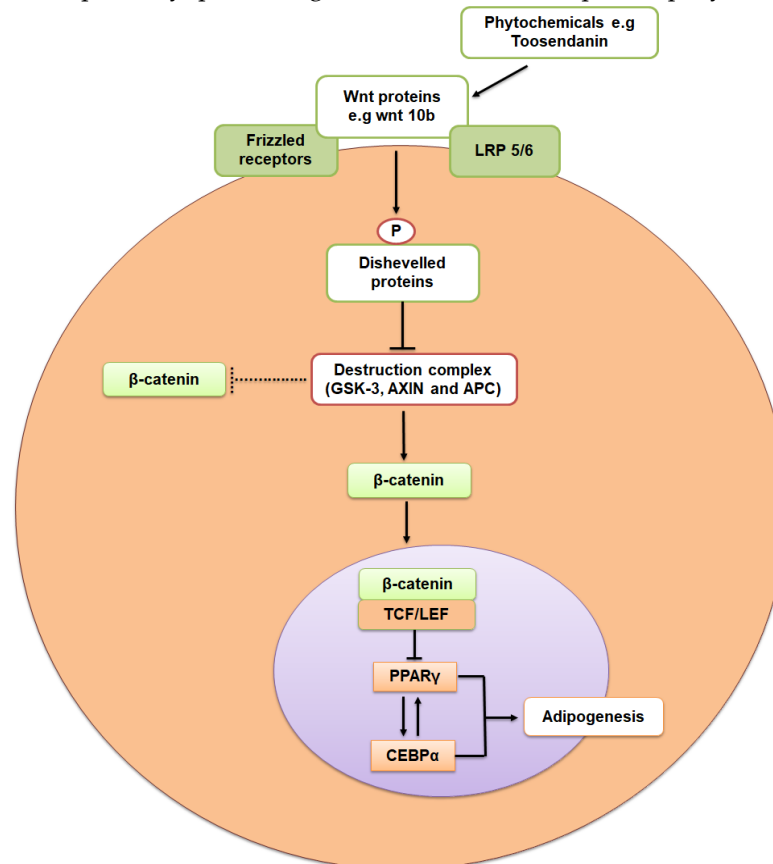 Phytochemicals e.g
Toosendanin
Wnt proteins
e.g wnt 10b
Frizzled
receptors
LRP 5/6
P
Dishevelled
proteins
Destruction complex
(GSK-3, AXIN and APC)
β-catenin
β-catenin
β-catenin
TCF/LEF
PPARγ
Adipogenesis
CEBPα